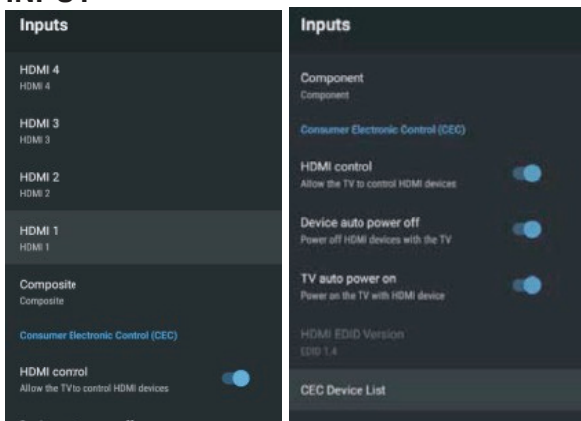 Inputs
HDMI 4
HDMI 4
HDMI 3
HDMI 3
HDMI 2
HDMI 2
HDMI 1
HDMI 1
Composite
Composite
Consumer Electronic Control (CEC)
HDMI control
Allow the TV to control HDMI devices
Inputs
Component
Component
Consumer Electronic Control (CEC)
HDMI control
Allow the TV to control HDMI devices
Device auto power off
Power off HDMI devices with the TV
TV auto power on
Power on the TV with HDMI device
HDMI EDID Version
EDID 1.4
CEC Device List